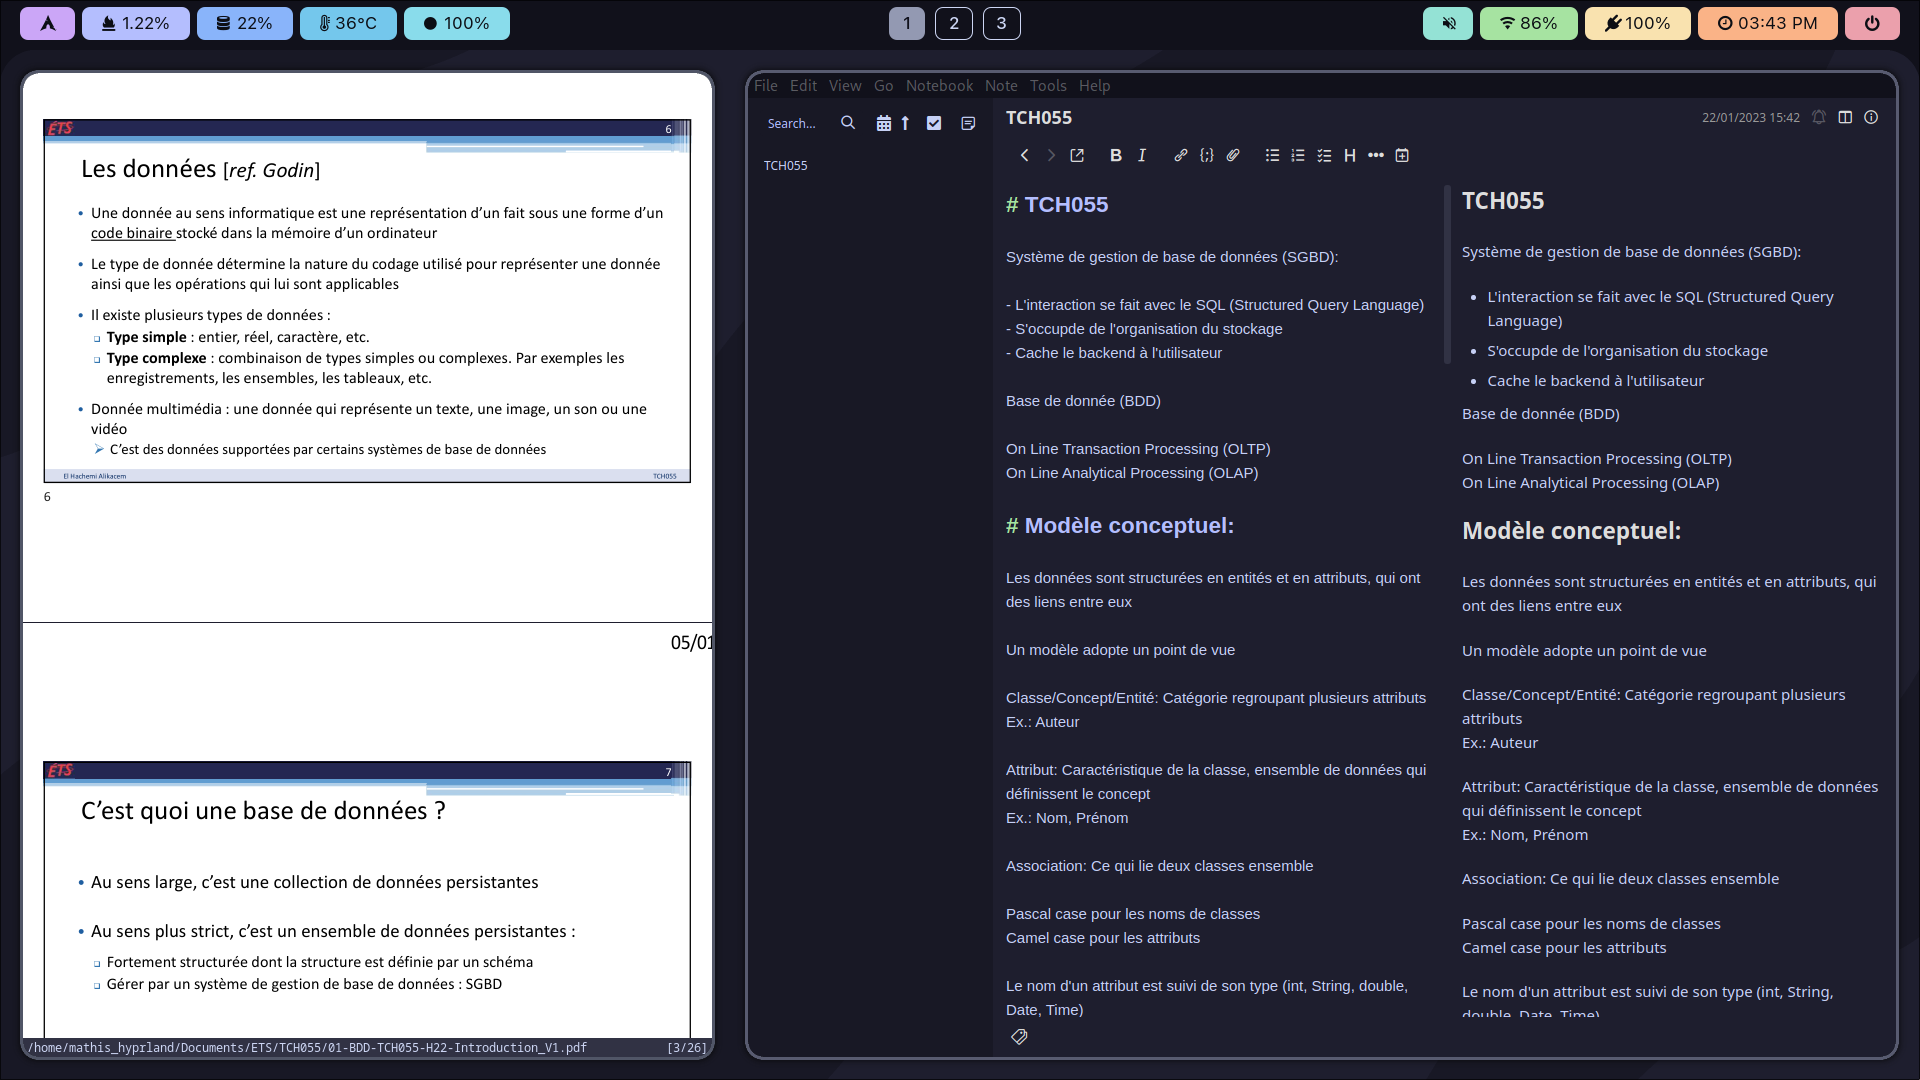 1.22%
22%
36°C
100%
1
2
3
86%
100%
03:43 PM
ÉTS
6
Les données [ref. Godin]
• Une donnée au sens informatique est une représentation d’un fait sous une forme d’un
code binaire stocké dans la mémoire d’un ordinateur
• Le type de donnée détermine la nature du codage utilisé pour représenter une donnée
ainsi que les opérations qui lui sont applicables
• Il existe plusieurs types de données :
Type simple : entier, réel, caractère, etc.
Type complexe : combinaison de types simples ou complexes. Par exemples les
enregistrements, les ensembles, les tableaux, etc.
• Donnée multimédia : une donnée qui représente un texte, une image, un son ou une
vidéo
C’est des données supportées par certains systèmes de base de données
El Hachemi Alikacem
TCH055
6
05/01
ÉTS
7
C’est quoi une base de données ?
• Au sens large, c’est une collection de données persistantes
• Au sens plus strict, c’est un ensemble de données persistantes :
Fortement structurée dont la structure est définie par un schéma
Gérer par un système de gestion de base de données : SGBD
/home/mathis_hyprland/Documents/ETS/TCH055/01-BDD-TCH055-H22-Introduction_V1.pdf [3/26]
File Edit View Go Notebook Note Tools Help
Search...
TCH055
TCH055
22/01/2023 15:42
B I H
# TCH055
Système de gestion de base de données (SGBD):
- L'interaction se fait avec le SQL (Structured Query Language)
- S'occupde de l'organisation du stockage
- Cache le backend à l'utilisateur
Base de donnée (BDD)
On Line Transaction Processing (OLTP)
On Line Analytical Processing (OLAP)
# Modèle conceptuel:
Les données sont structurées en entités et en attributs, qui ont
des liens entre eux
Un modèle adopte un point de vue
Classe/Concept/Entité: Catégorie regroupant plusieurs attributs
Ex.: Auteur
Attribut: Caractéristique de la classe, ensemble de données qui
définissent le concept
Ex.: Nom, Prénom
Association: Ce qui lie deux classes ensemble
Pascal case pour les noms de classes
Camel case pour les attributs
Le nom d'un attribut est suivi de son type (int, String, double,
Date, Time)
TCH055
Système de gestion de base de données (SGBD):
• L'interaction se fait avec le SQL (Structured Query
Language)
• S'occupde de l'organisation du stockage
• Cache le backend à l'utilisateur
Base de donnée (BDD)
On Line Transaction Processing (OLTP)
On Line Analytical Processing (OLAP)
Modèle conceptuel:
Les données sont structurées en entités et en attributs, qui
ont des liens entre eux
Un modèle adopte un point de vue
Classe/Concept/Entité: Catégorie regroupant plusieurs
attributs
Ex.: Auteur
Attribut: Caractéristique de la classe, ensemble de données
qui définissent le concept
Ex.: Nom, Prénom
Association: Ce qui lie deux classes ensemble
Pascal case pour les noms de classes
Camel case pour les attributs
Le nom d'un attribut est suivi de son type (int, String,
double, Date, Time)